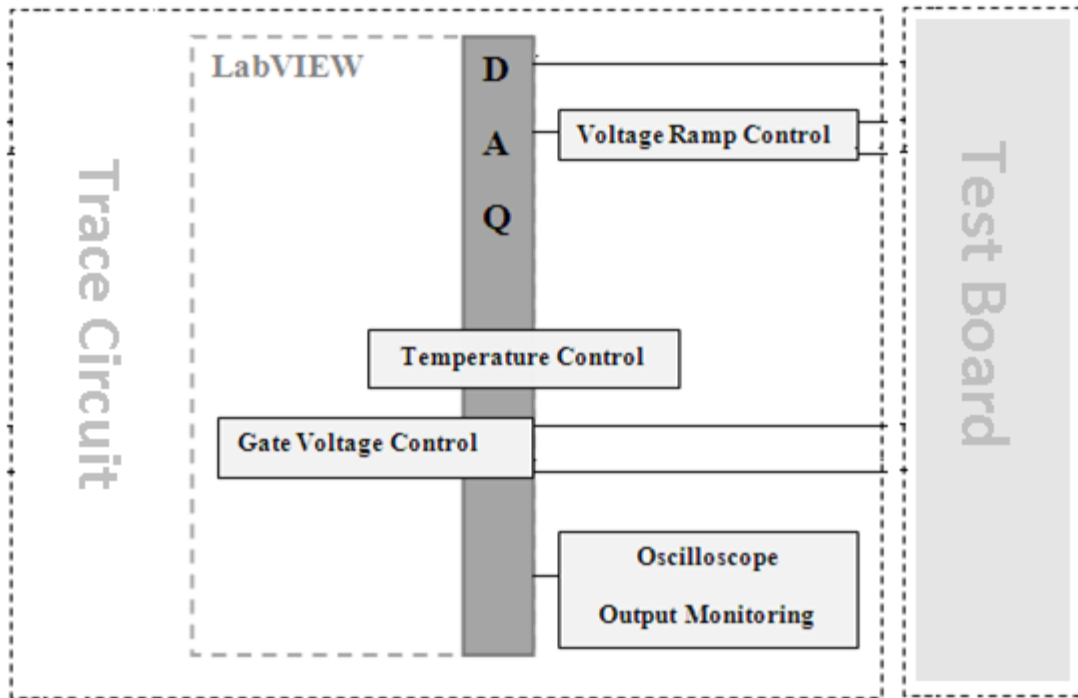 Trace Circuit
LabVIEW
D
A
Q
Voltage Ramp Control
Temperature Control
Gate Voltage Control
Oscilloscope
Output Monitoring
Test Board